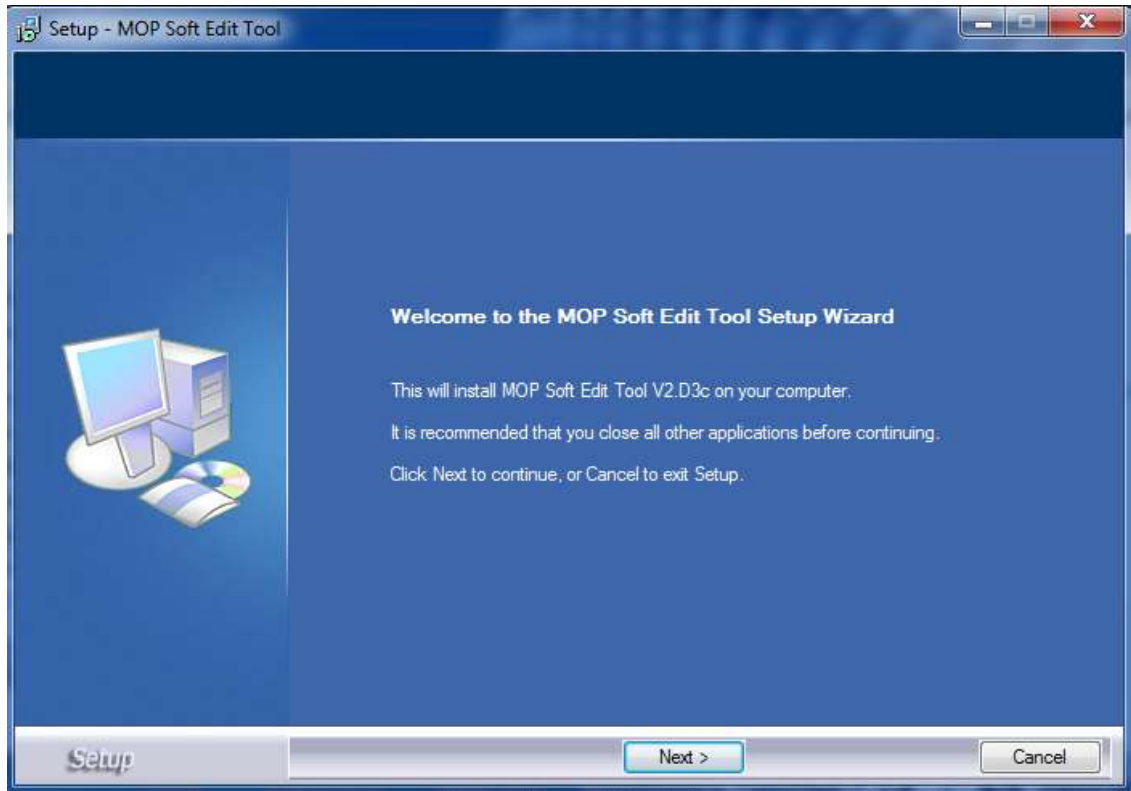 Setup - MOP Soft Edit Tool
Welcome to the MOP Soft Edit Tool Setup Wizard
This will install MOP Soft Edit Tool V2.D3c on your computer.
It is recommended that you close all other applications before continuing.
Click Next to continue, or Cancel to exit Setup.
Setup
Next >
Cancel